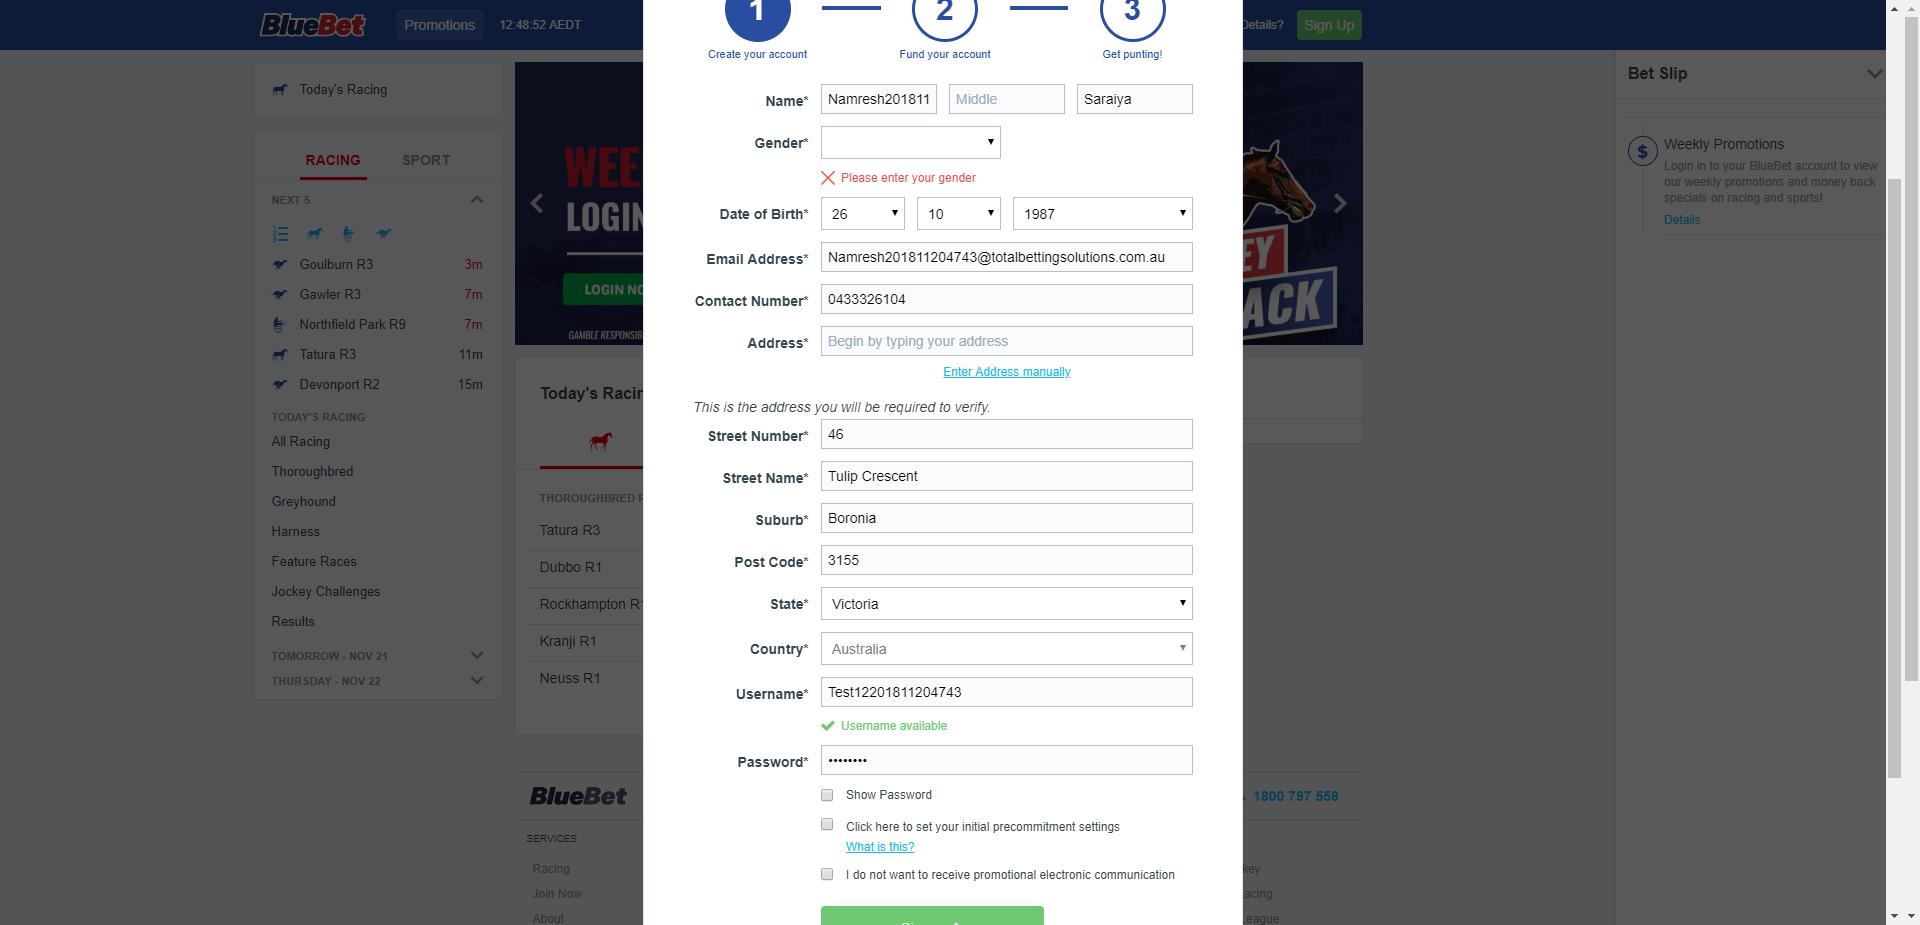 BlueBet
Promotions
12:48:52 AEDT
Details?
Sign Up
Today's Racing
RACING
SPORT
NEXT 5
Goulburn R3 3m
Gawler R3 7m
Northfield Park R9 7m
Tatura R3 11m
Devonport R2 15m
TODAY'S RACING
All Racing
Thoroughbred
Greyhound
Harness
Feature Races
Jockey Challenges
Results
TOMORROW - NOV 21
THURSDAY - NOV 22
LOGIN
LOGIN
GAMBLE
Today's
THOROUGHBRED
Tatura R3
Dubbo R1
Rockhampton
Kranji R1
Neuss R1
BlueBet
SERVICES
Racing
Join Now
About
1
2
3
Create your account
Fund your account
Get punting!
Name* Namresh201811 Middle Saraiya
Gender*
Please enter your gender
Date of Birth* 26 10 1987
Email Address* Namresh201811204743@totalbettingsolutions.com.au
Contact Number* 0433326104
Address* Begin by typing your address
Enter Address manually
This is the address you will be required to verify.
Street Number* 46
Street Name* Tulip Crescent
Suburb* Boronia
Post Code* 3155
State* Victoria
Country* Australia
Username* Test12201811204743
Username available
Password* ••••••••
Show Password
Click here to set your initial precommitment settings
What is this?
I do not want to receive promotional electronic communication
1800 797 558
Bet Slip
$
Weekly Promotions
Login in to your BlueBet account to view
our weekly promotions and money back
specials on racing and sports!
Details